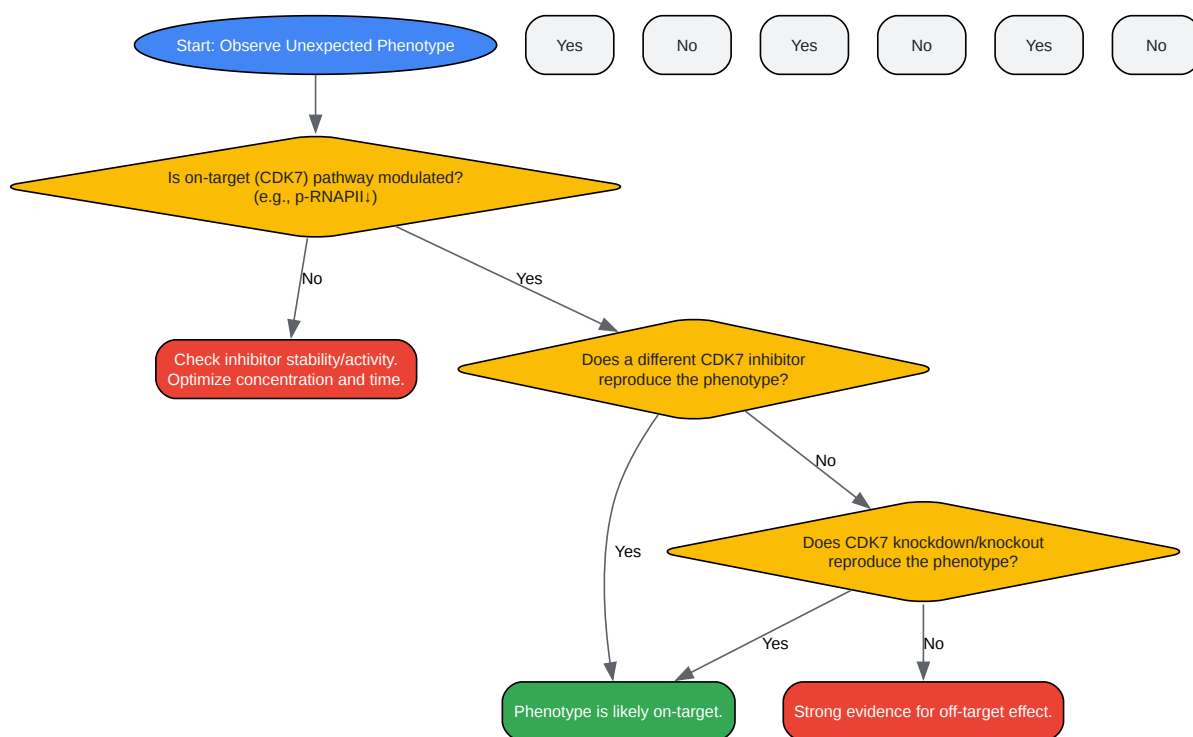 Start: Observe Unexpected Phenotype
Yes
No
Yes
No
Yes
No
Is on-target (CDK7) pathway modulated?
(e.g., p-RNAPII↓)
No
Yes
Check inhibitor stability/activity.
Optimize concentration and time.
Does a different CDK7 inhibitor
reproduce the phenotype?
No
Yes
Does CDK7 knockdown/knockout
reproduce the phenotype?
Yes
No
Phenotype is likely on-target.
Strong evidence for off-target effect.